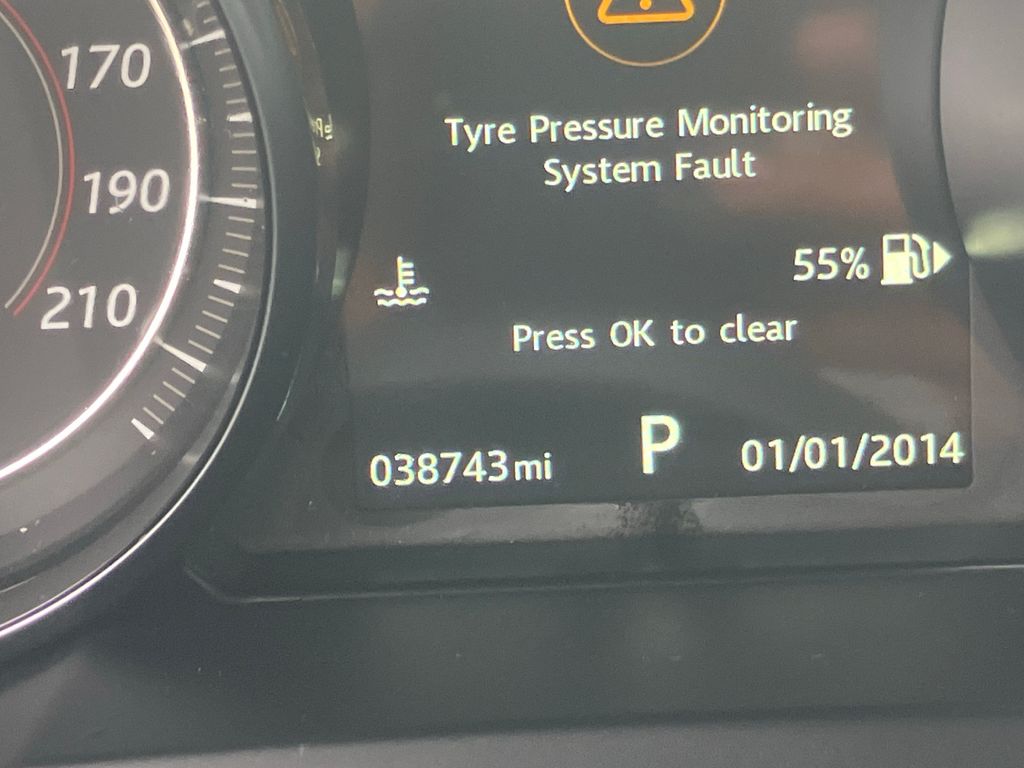 170
190
210
Tyre Pressure Monitoring
System Fault
55%
Press OK to clear
038743mi
P
01/01/2014